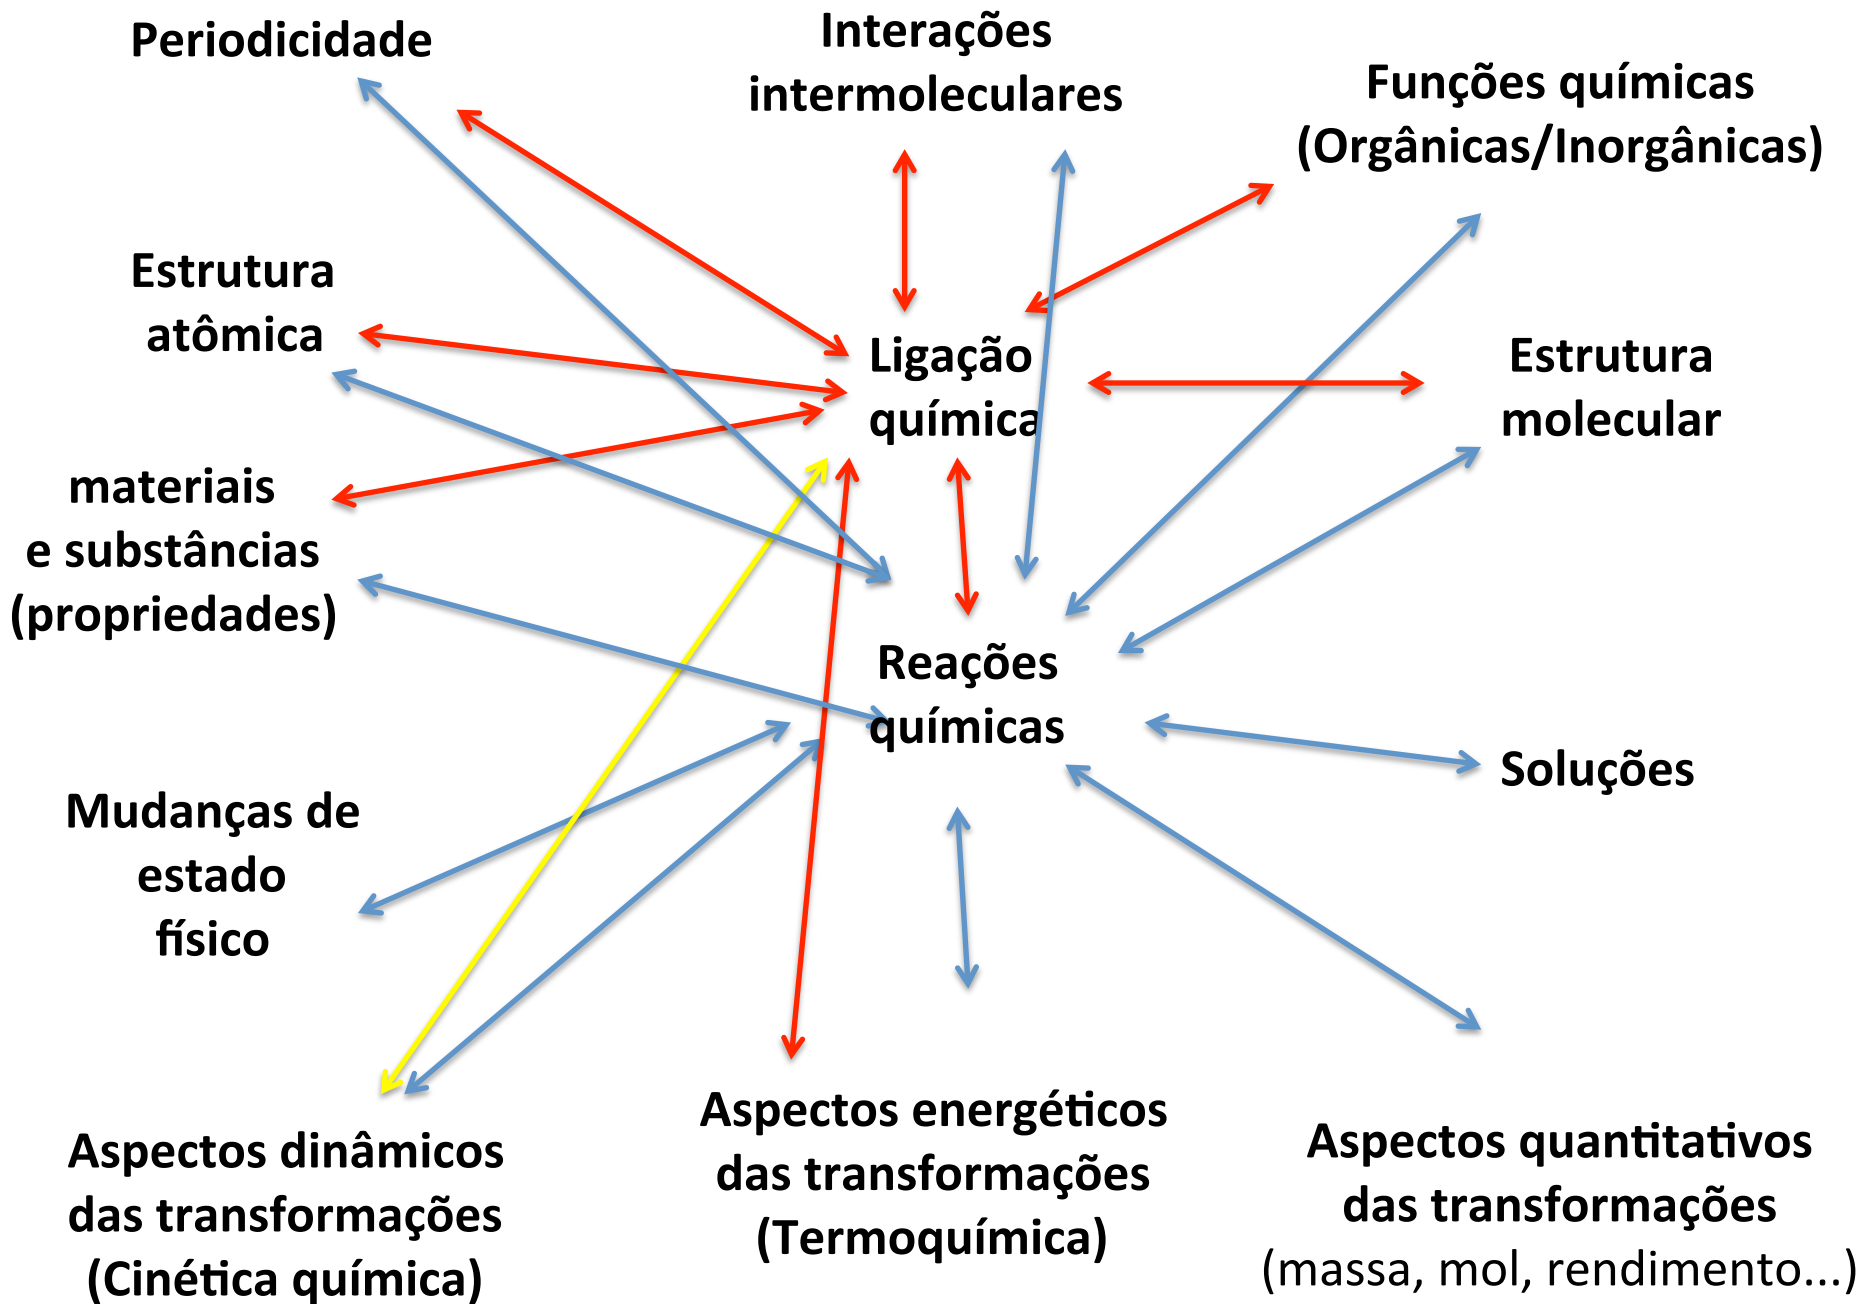 Periodicidade
Interações
intermoleculares
Funções químicas
(Orgânicas/Inorgânicas)
Estrutura
atômica
Ligação
química
Estrutura
molecular
materiais
e substâncias
(propriedades)
Reações
químicas
Soluções
Mudanças de
estado
físico
Aspectos dinâmicos
das transformações
(Cinética química)
Aspectos energéticos
das transformações
(Termoquímica)
Aspectos quantitativos
das transformações
(massa, mol, rendimento...)